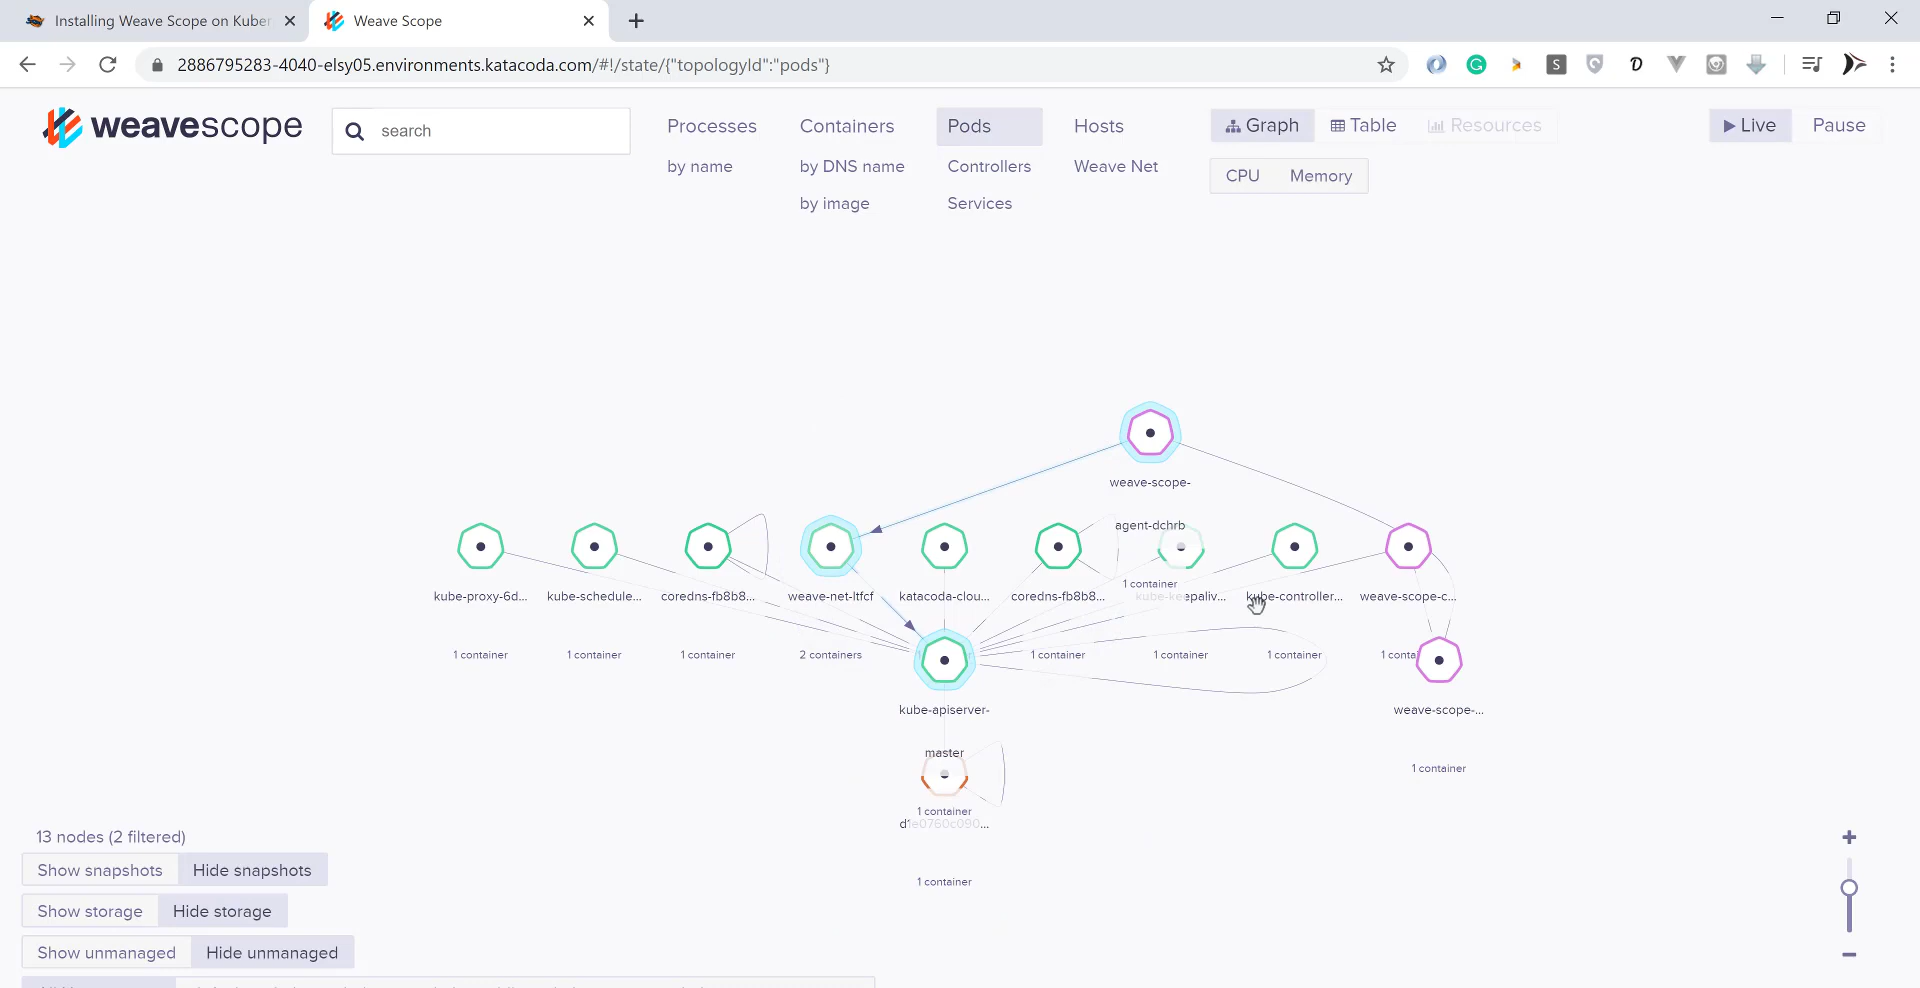 Installing Weave Scope on Kuber
Weave Scope
2886795283-4040-elsy05.environments.katacoda.com/#!/state/{"topologyId":"pods"}
weavescope
search
Processes
by name
Containers
by DNS name
by image
Pods
Controllers
Services
Hosts
Weave Net
Graph
Table
Resources
CPU
Memory
Live
Pause
weave-scope-
agent-dchrb
1 container
kube-proxy-6d...
1 container
kube-schedule...
1 container
coredns-fb8b8...
1 container
weave-net-ltfcf
2 containers
katacoda-clou...
coredns-fb8b8...
1 container
kube-keepaliv...
1 container
kube-controller...
1 container
weave-scope-c...
1 conta
kube-apiserver-
master
1 container
weave-scope-...
1 container
d1e0760c090...
1 container
13 nodes (2 filtered)
Show snapshots
Hide snapshots
Show storage
Hide storage
Show unmanaged
Hide unmanaged